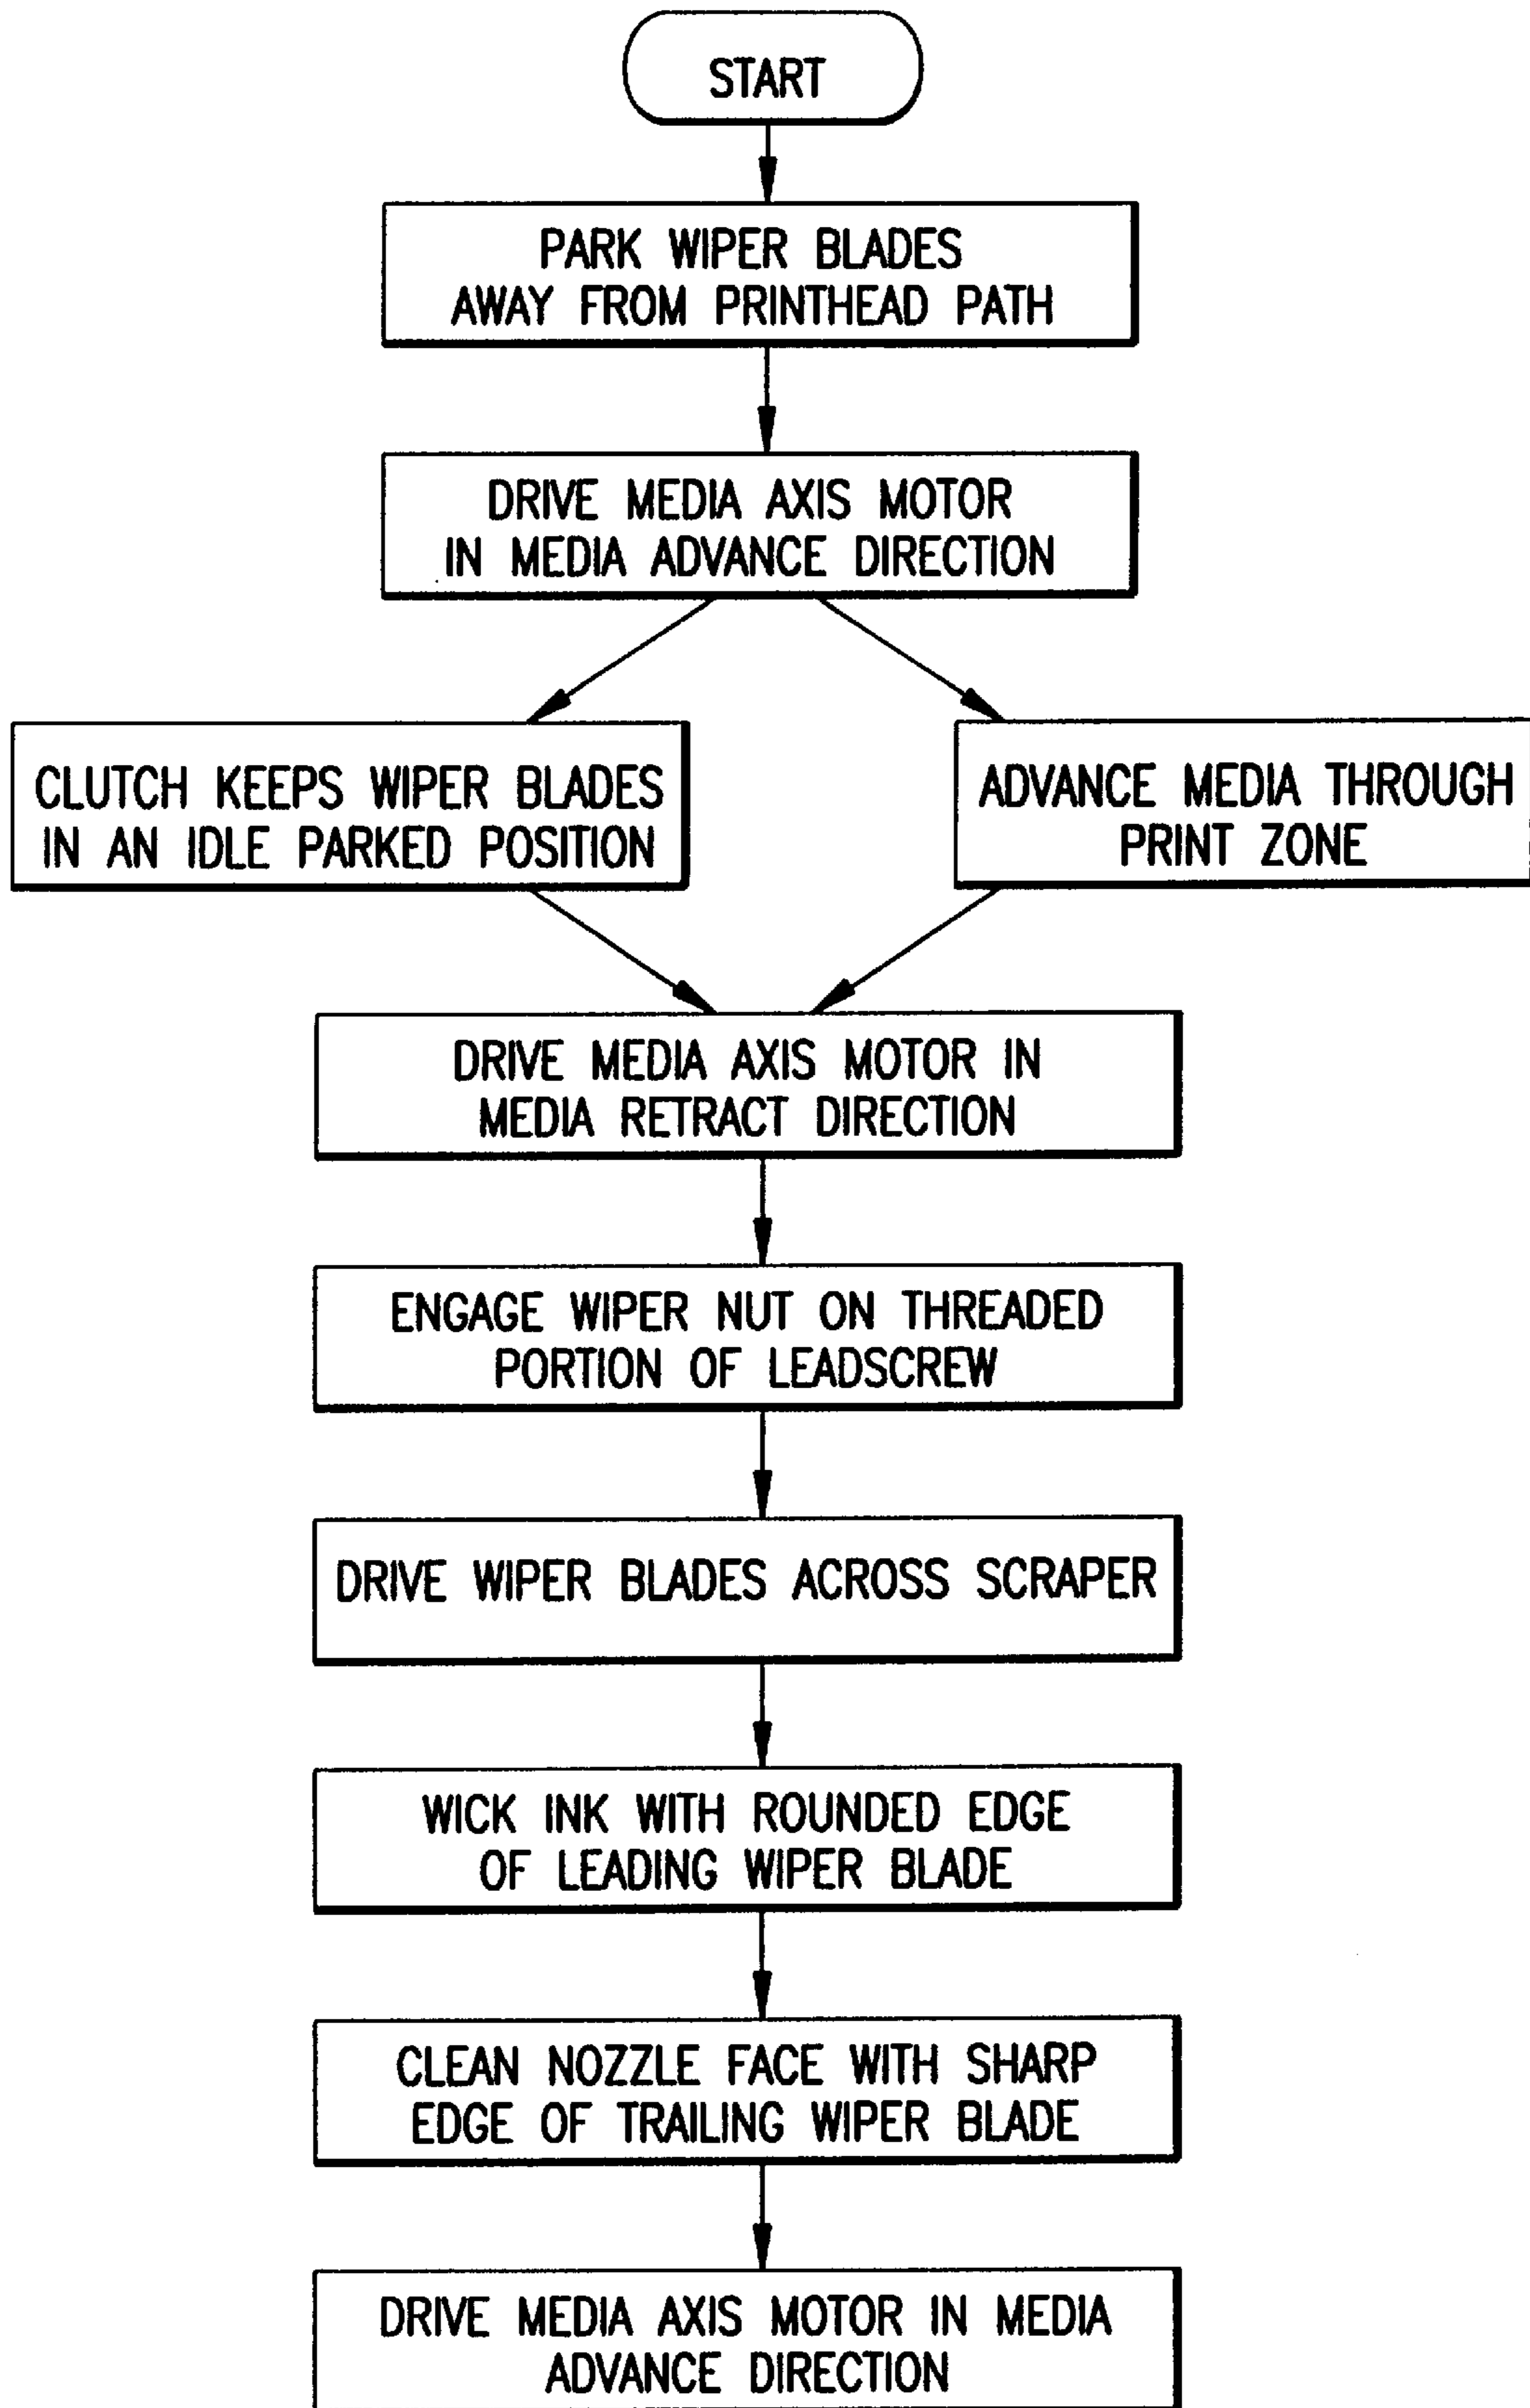 START
PARK WIPER BLADES
AWAY FROM PRINTHEAD PATH
DRIVE MEDIA AXIS MOTOR
IN MEDIA ADVANCE DIRECTION
CLUTCH KEEPS WIPER BLADES
IN AN IDLE PARKED POSITION
ADVANCE MEDIA THROUGH
PRINT ZONE
DRIVE MEDIA AXIS MOTOR IN
MEDIA RETRACT DIRECTION
ENGAGE WIPER NUT ON THREADED
PORTION OF LEADSCREW
DRIVE WIPER BLADES ACROSS SCRAPER
WICK INK WITH ROUNDED EDGE
OF LEADING WIPER BLADE
CLEAN NOZZLE FACE WITH SHARP
EDGE OF TRAILING WIPER BLADE
DRIVE MEDIA AXIS MOTOR IN MEDIA
ADVANCE DIRECTION